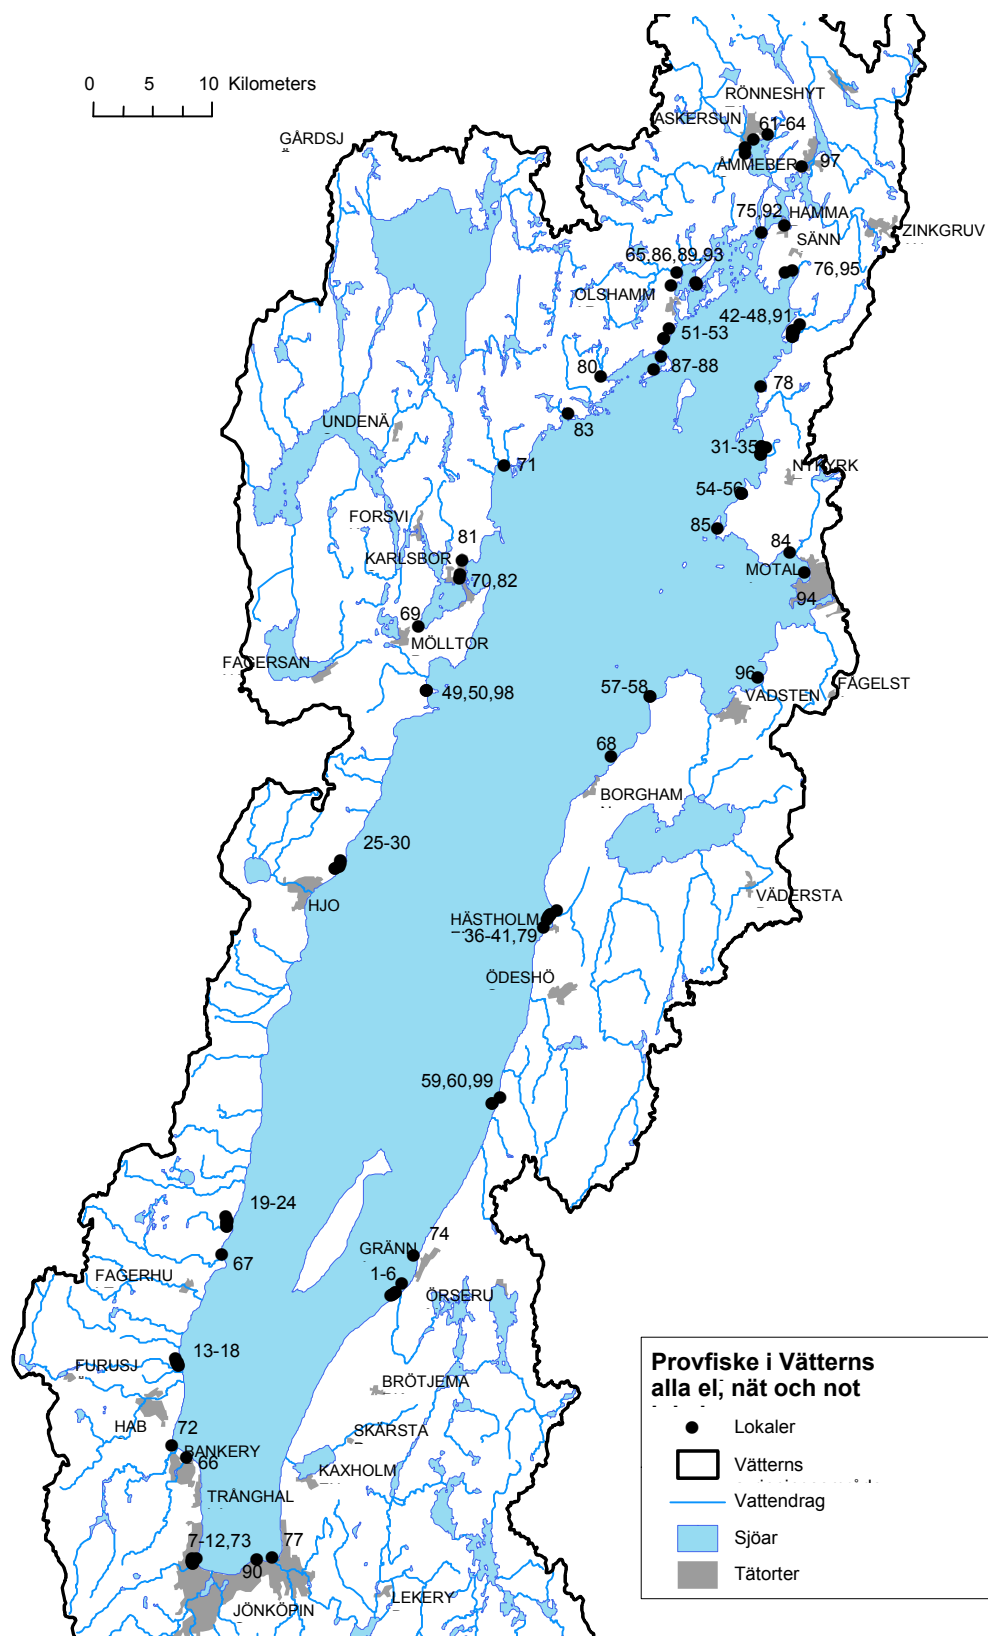 0 5 10 Kilometers
RÖNNESHYT
ASKERSUN
61-64
GÅRDSJ
ÅMMEBER
97
75,92
HAMMA
SÄNN
ZINKGRUV
65,86,89,93
76,95
OLSHAMM
42-48,91
51-53
87-88
80
78
83
UNDENÄ
31-35
71
NYKYRK
54-56
FORSVI
85
81
84
KARLSBOR
MOTAL
70,82
94
69
MÖLLTOR
FAGERSAN
96
FÅGELST
49,50,98
57-58
VADSTEN
68
BORGHAM
25-30
VÄDERSTA
HJO
HÄSTHOLM
36-41,79
ÖDESHÖ
59,60,99
19-24
74
GRÄNN
67
FAGERHU
1-6
ÖRSERU
13-18
FURUSJ
BRÖTJEMA
HAB
72
SKÄRSTA
BANKERY
66
KAXHOLM
TRÅNGHAL
7-12,73
77
90
JÖNKÖPIN
LEKERY
Provfiske i Vätterns
alla el, nät och not
Lokaler
Vätterns
Vattendrag
Sjöar
Tätorter